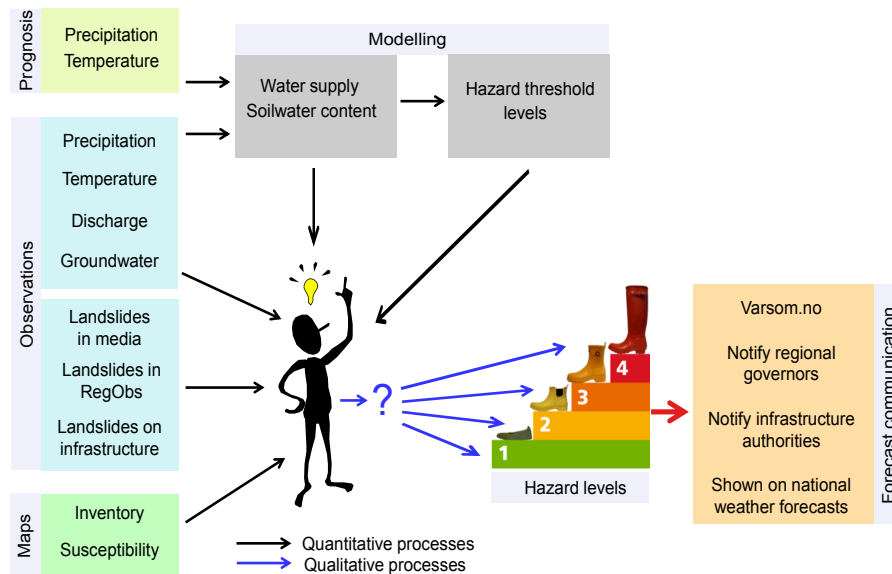 Prognosis
Precipitation
Temperature
Modelling
Water supply
Soilwater content
Hazard threshold
levels
Observations
Precipitation
Temperature
Discharge
Groundwater
Landslides
in media
Landslides in
RegObs
Landslides on
infrastructure
Maps
Inventory
Susceptibility
?
4
3
2
1
Hazard levels
Varsom.no
Notify regional
governors
Notify infrastructure
authorities
Shown on national
weather forecasts
Forecast communication
Quantitative processes
Qualitative processes